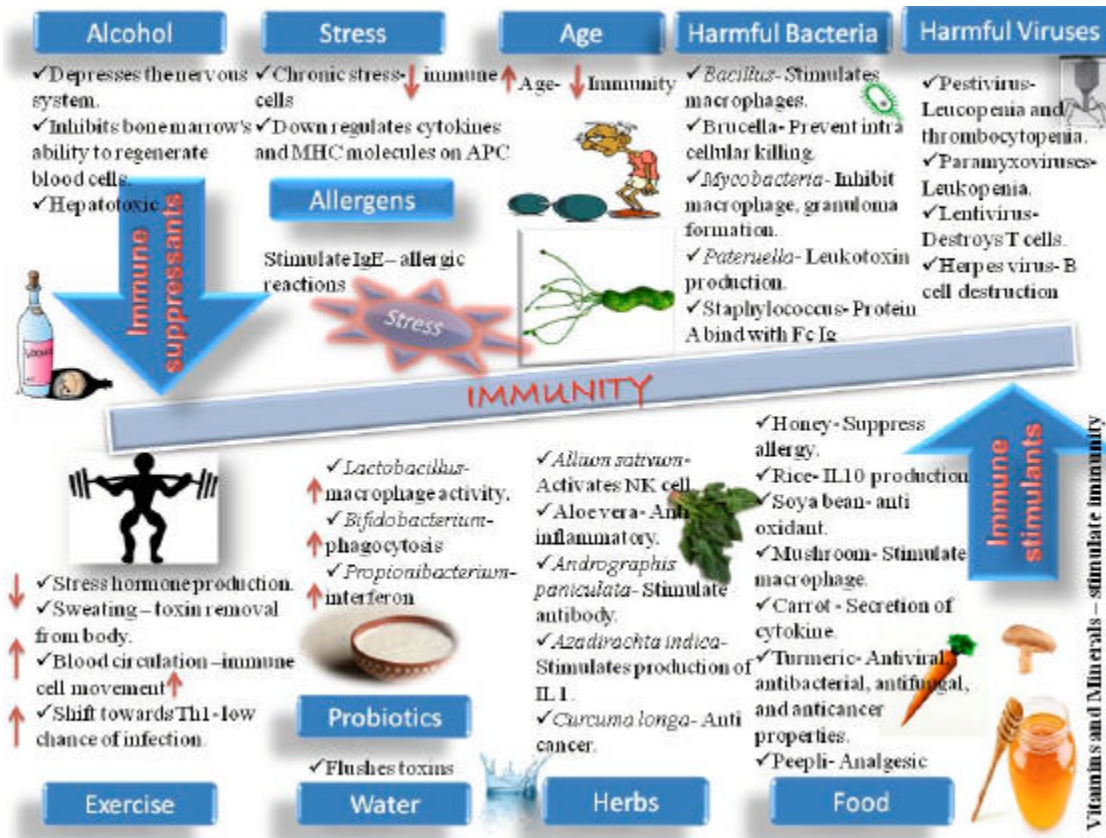 Alcohol
✓Depresses the nervous
system.
✓Inhibits bone marrow's
ability to regenerate
blood cells.
✓Hepatotoxic
Immune
suppressants
Stress
✓Chronic stress- ↓ immune
cells
✓Down regulates cytokines
and MHC molecules on APC
Allergens
Stimulate IgE – allergic
reactions
Stress
Age
↑Age- ↓Immunity
Harmful Bacteria
✓Bacillus- Stimulates
macrophages.
✓Brucella- Prevent intra
cellular killing.
✓Mycobacteria- Inhibit
macrophage, granuloma
formation.
✓Pateruella- Leukotoxin
production.
✓Staphylococcus- Protein
A bind with Fc Ig
Harmful Viruses
✓Pestivirus-
Leucopenia and
thrombocytopenia.
✓Paramyxoviruses-
Leukopenia.
✓Lentivirus-
Destroys T cells.
✓Herpes virus- B
cell destruction
IMMUNITY
↓ ✓Stress hormone production.
✓Sweating – toxin removal
from body.
↑ ✓Blood circulation –immune
cell movement↑
↑ ✓Shift towards Th1- low
chance of infection.
Exercise
✓Lactobacillus-
↑macrophage activity.
✓Bifidobacterium-
↑phagocytosis
✓Propionibacterium-
↑interferon
Probiotics
✓Flushes toxins
Water
✓Allium sativum-
Activates NK cell
✓Aloe vera- Anti
inflammatory.
✓Andrographis
paniculata- Stimulate
antibody.
✓Azadirachta indica-
Stimulates production of
IL 1.
✓Curcuma longa- Anti
cancer.
Herbs
✓Honey- Suppress
allergy.
✓Rice- IL10 production
✓Soya bean- anti
oxidant.
✓Mushroom- Stimulate
macrophage.
✓Carrot - Secretion of
cytokine.
✓Turmeric- Antiviral,
antibacterial, antifungal,
and anticancer
properties.
✓Peepli- Analgesic
Food
Immune
stimulants
Vitamins and Minerals – stimulate immunity